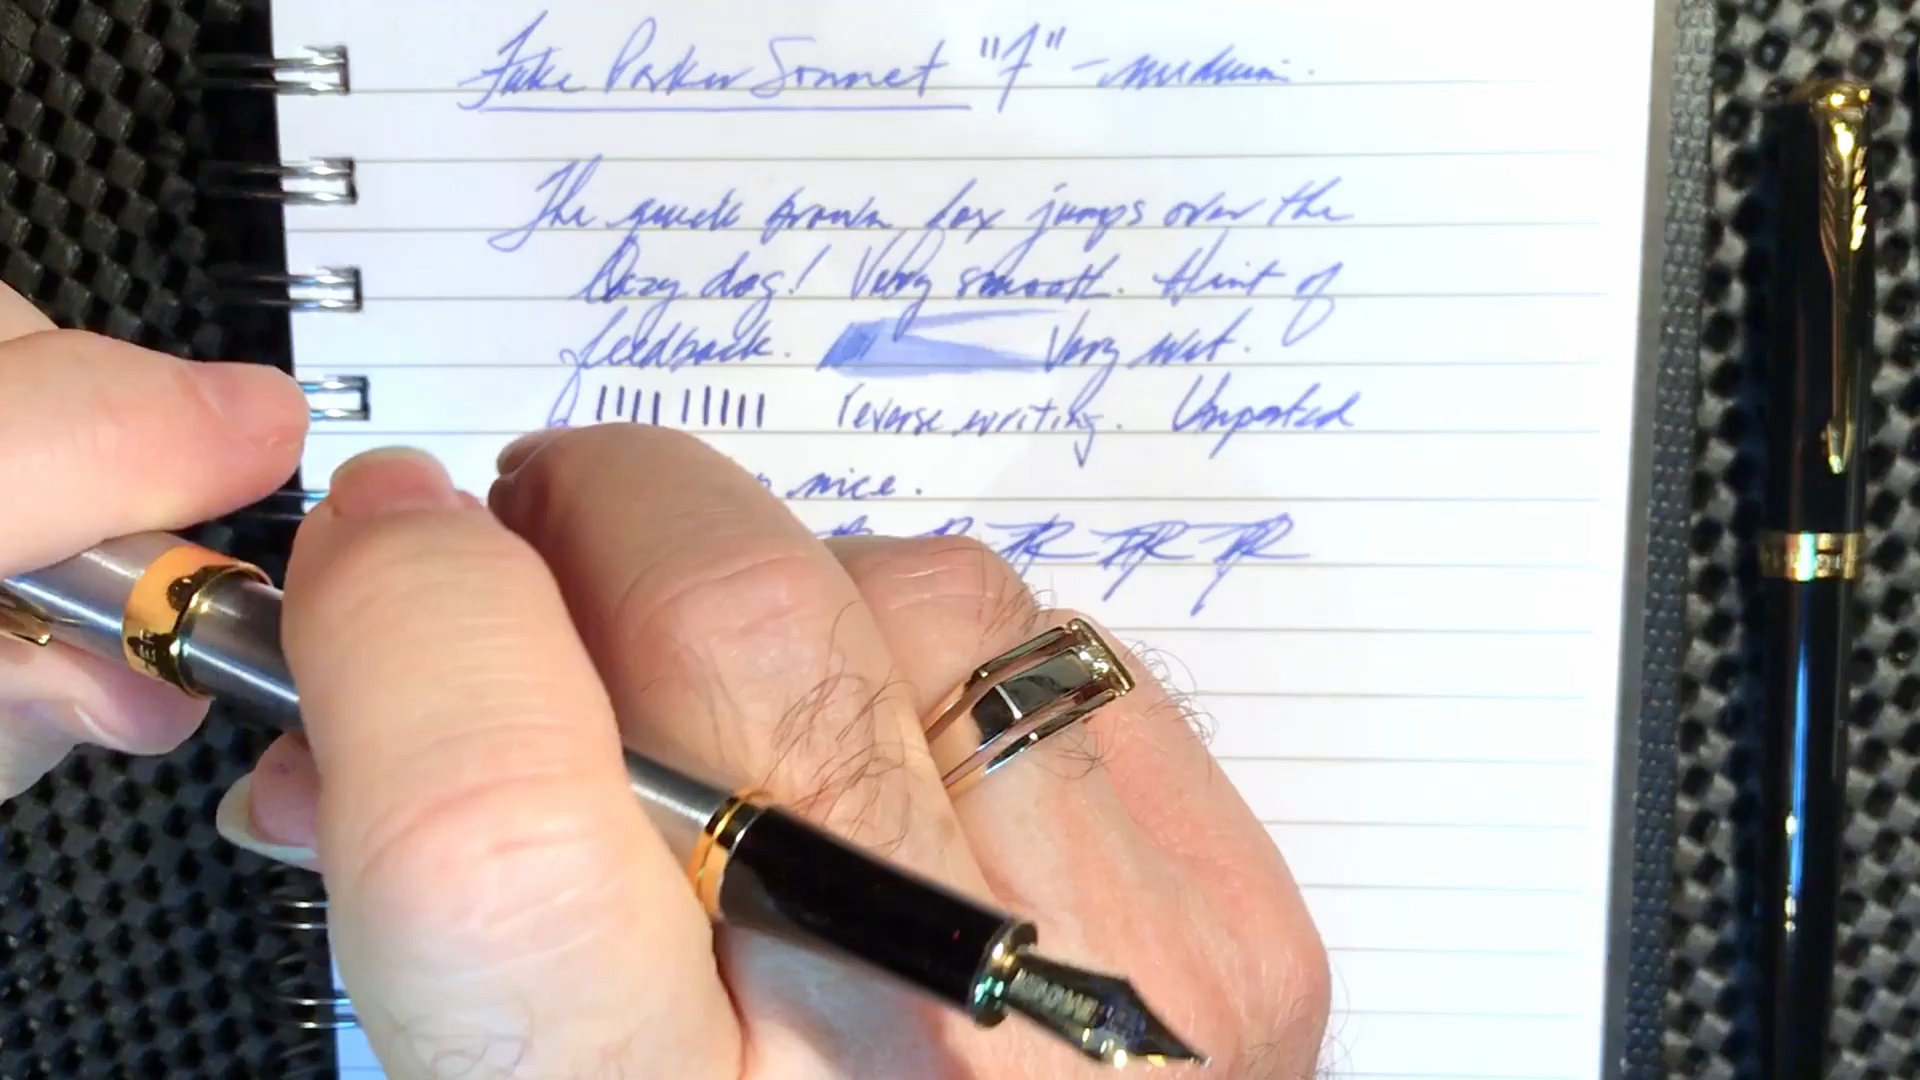 Fake Parker Sonnet "F" - medium.
The quick brown fox jumps over the
lazy dog! Very smooth. Hint of
feedback. Very wet.
reverse writing. Unposted
nice.